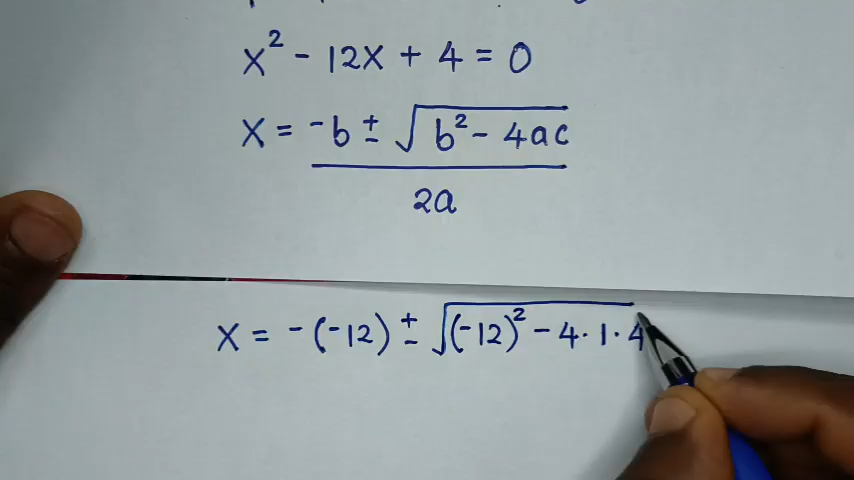 x² - 12x + 4 = 0
x = -b ± √(b² - 4ac)
2a
x = -(-12) ± √((-12)² - 4·1·4